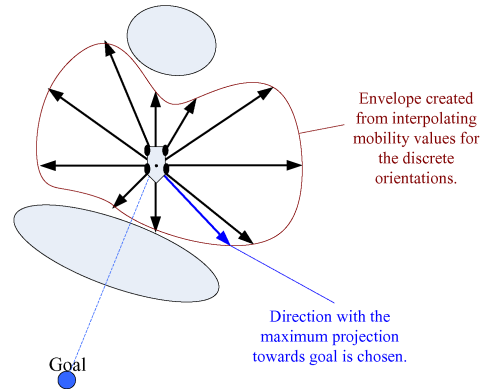 Envelope created
from interpolating
mobility values for
the discrete
orientations.
Direction with the
maximum projection
towards goal is chosen.
Goal